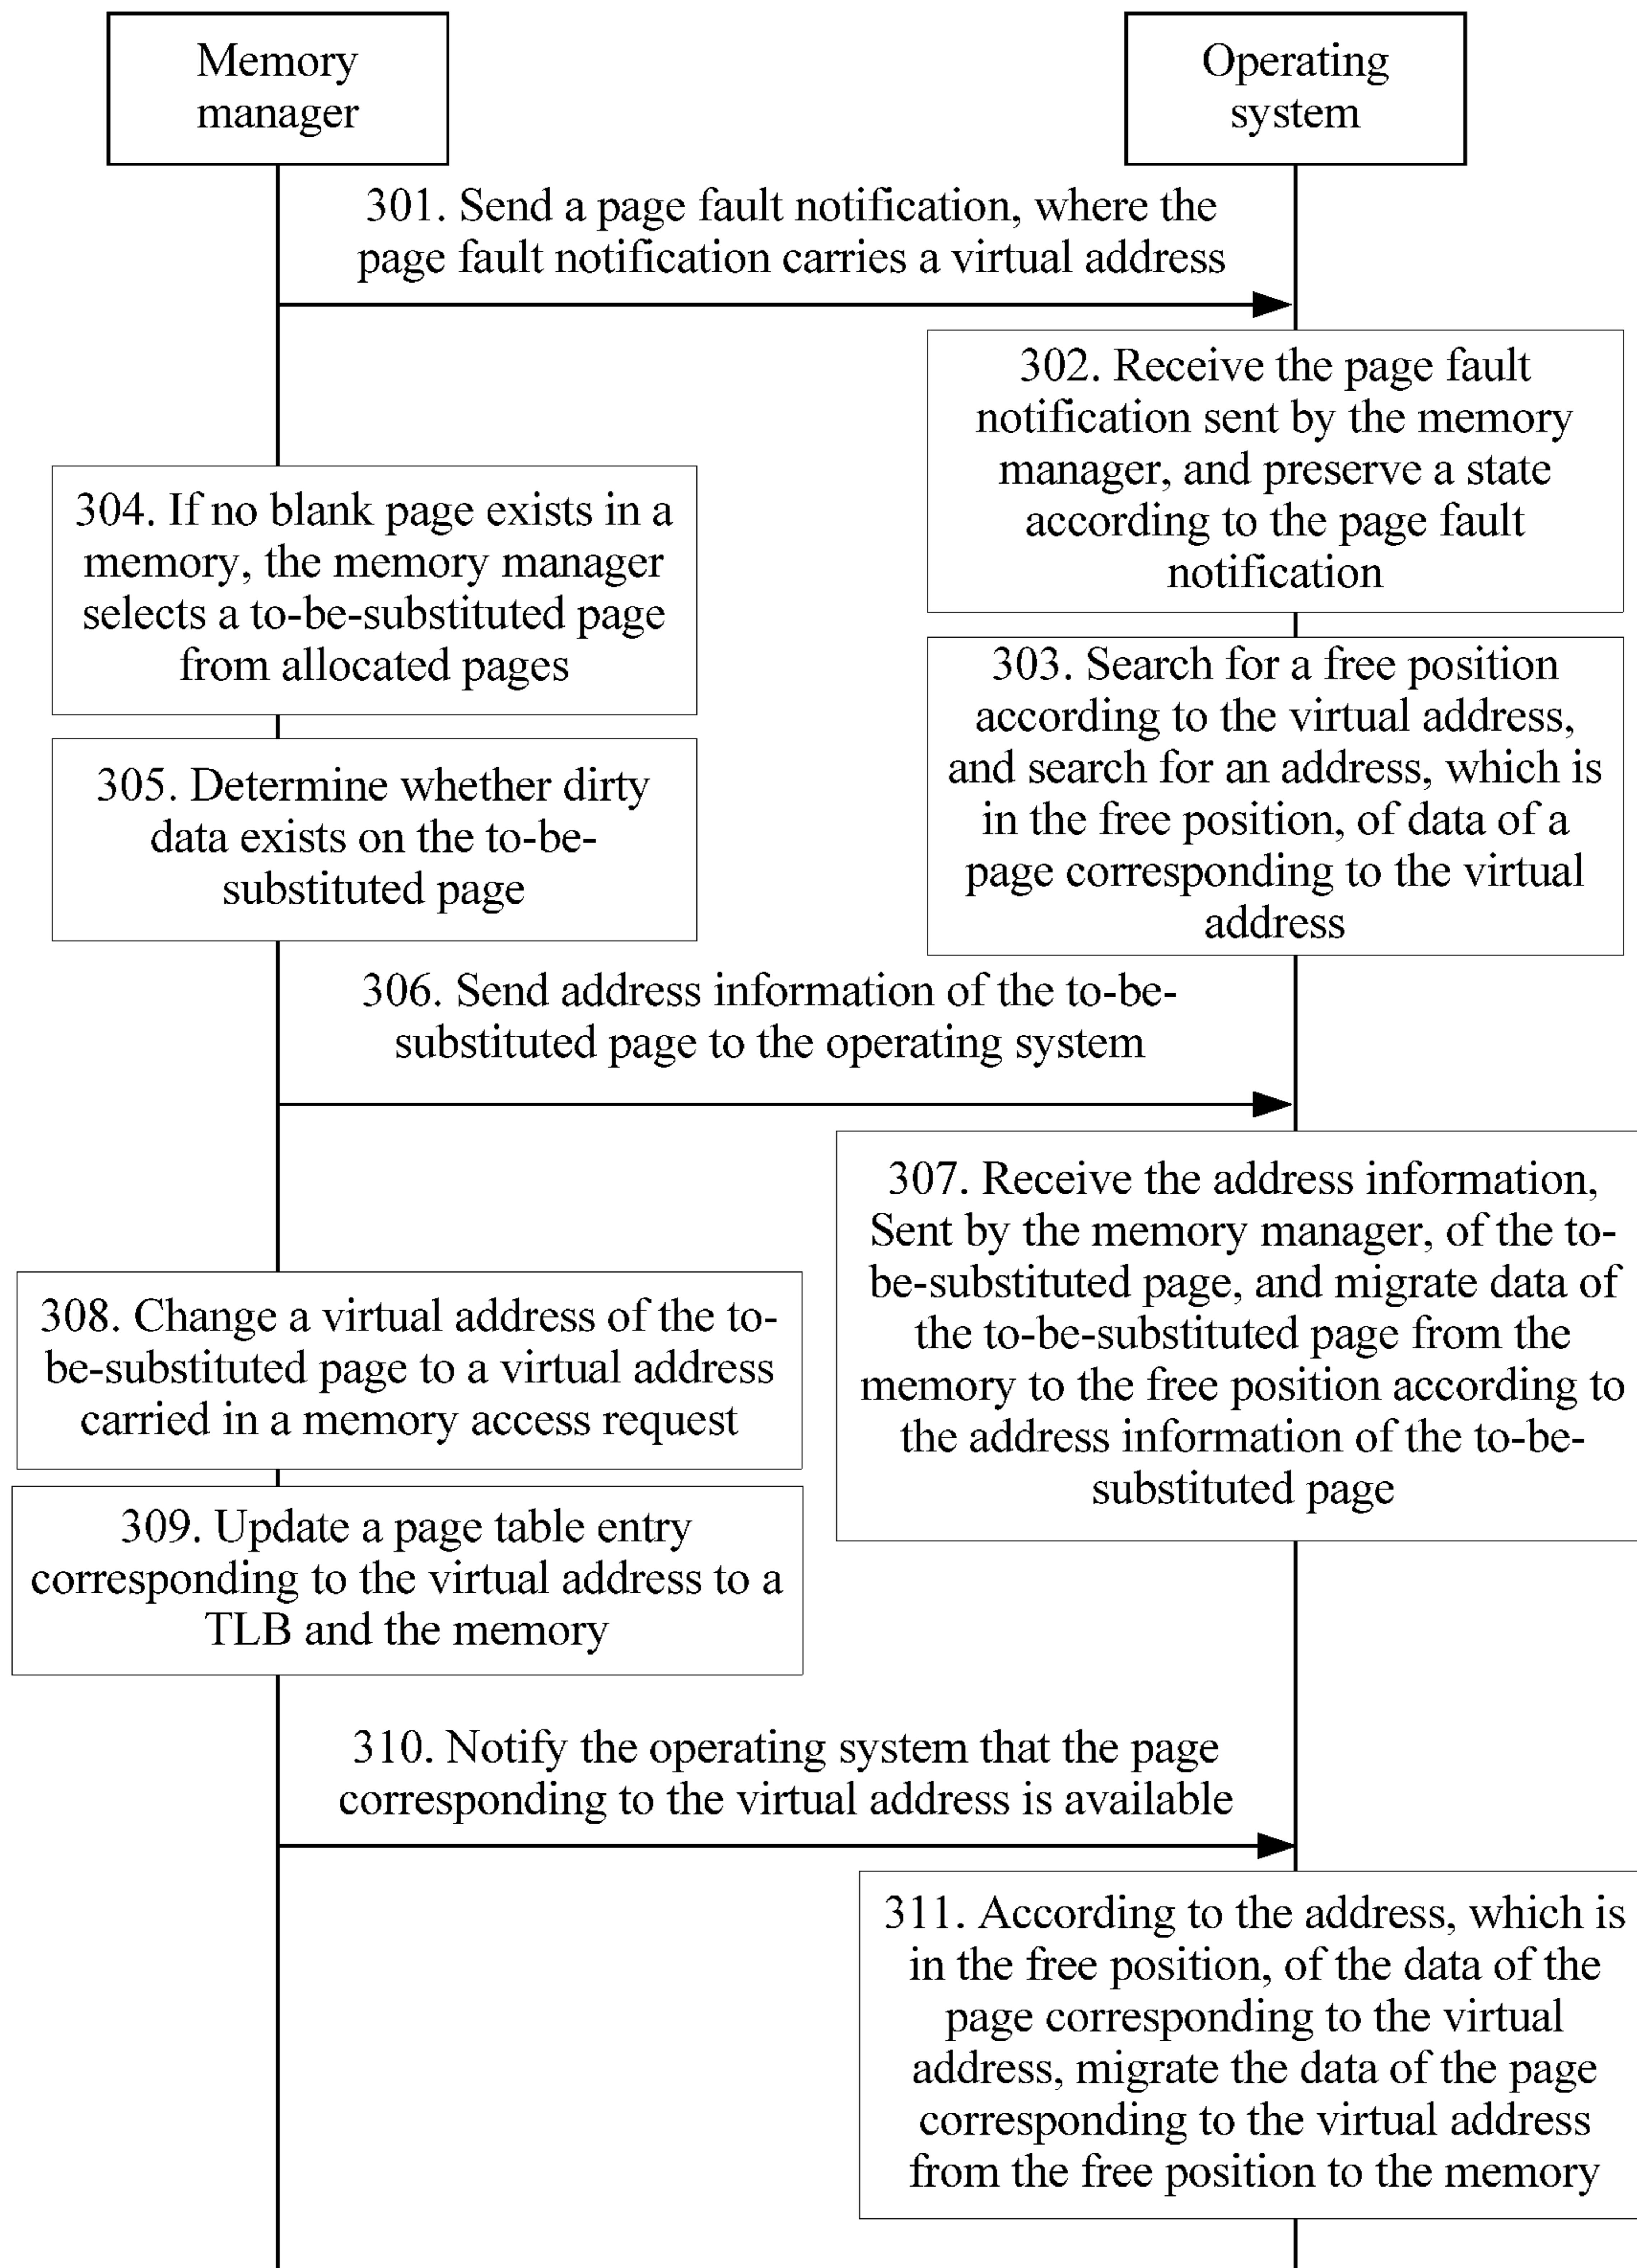 Memory
manager
Operating
system
301. Send a page fault notification, where the
page fault notification carries a virtual address
302. Receive the page fault
notification sent by the memory
manager, and preserve a state
according to the page fault
notification
304. If no blank page exists in a
memory, the memory manager
selects a to-be-substituted page
from allocated pages
303. Search for a free position
according to the virtual address,
and search for an address, which is
in the free position, of data of a
page corresponding to the virtual
address
305. Determine whether dirty
data exists on the to-be-
substituted page
306. Send address information of the to-be-
substituted page to the operating system
307. Receive the address information,
Sent by the memory manager, of the to-
be-substituted page, and migrate data of
the to-be-substituted page from the
memory to the free position according to
the address information of the to-be-
substituted page
308. Change a virtual address of the to-
be-substituted page to a virtual address
carried in a memory access request
309. Update a page table entry
corresponding to the virtual address to a
TLB and the memory
310. Notify the operating system that the page
corresponding to the virtual address is available
311. According to the address, which is
in the free position, of the data of the
page corresponding to the virtual
address, migrate the data of the page
corresponding to the virtual address
from the free position to the memory